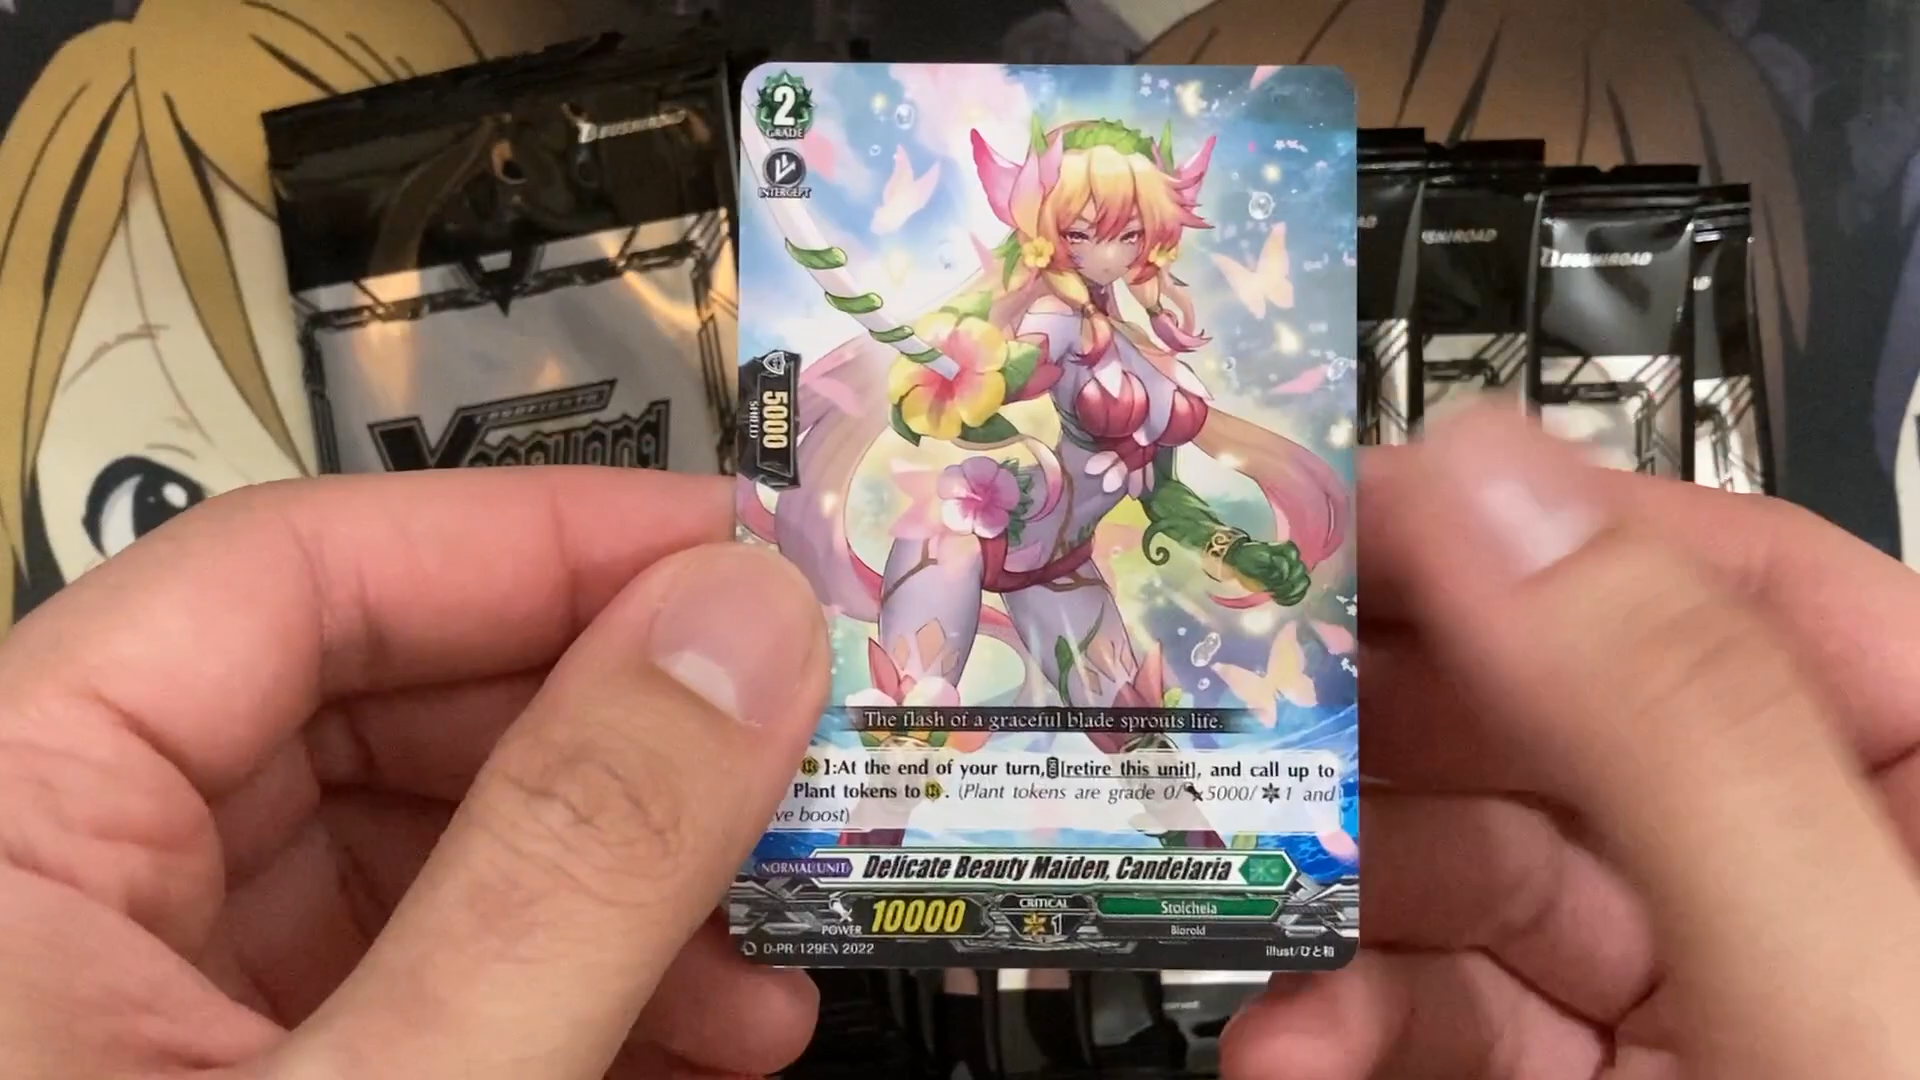 BUSHIROAD
CARDFIGHT!!
Vanguard
BUSHIROAD
2
GRADE
INTERCEPT
5000
SHIELD
The flash of a graceful blade sprouts life.
】:At the end of your turn, [retire this unit], and call up to
Plant tokens to . (Plant tokens are grade 0/ 5000/ 1 and
ve boost)
NORMAL UNIT
Delicate Beauty Maiden, Candelaria
POWER 10000
CRITICAL
1
Stoicheia
Bioroid
D-PR/129EN 2022
illust/ひと和